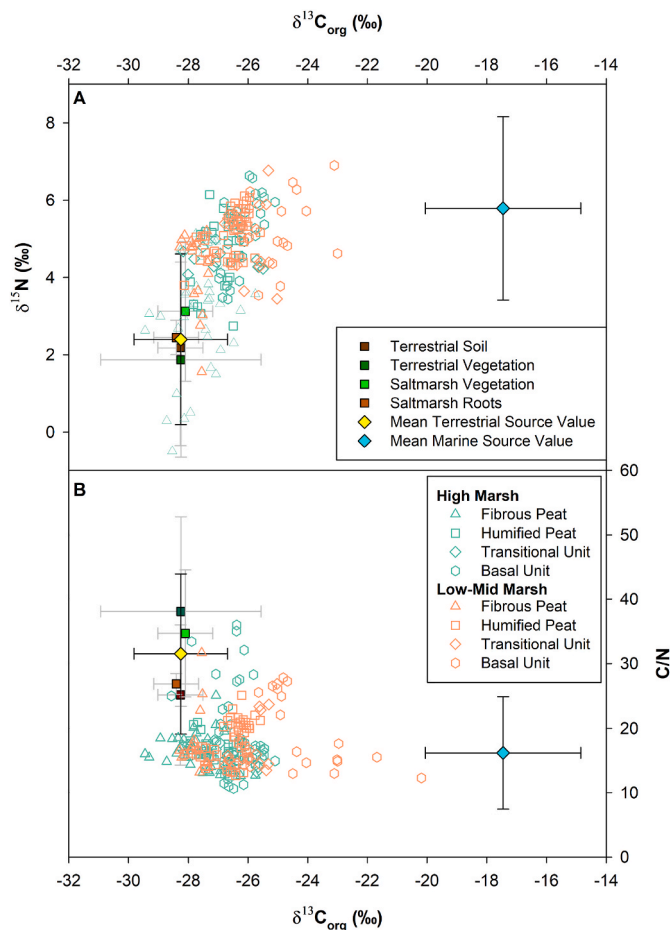 δ13Corg (‰)
-32 -30 -28 -26 -24 -22 -20 -18 -16 -14
A
8
6
4
2
0
δ15N (‰)
Terrestrial Soil
Terrestrial Vegetation
Saltmarsh Vegetation
Saltmarsh Roots
Mean Terrestrial Source Value
Mean Marine Source Value
B
60
50
40
30
20
10
0
C/N
High Marsh
Fibrous Peat
Humified Peat
Transitional Unit
Basal Unit
Low-Mid Marsh
Fibrous Peat
Humified Peat
Transitional Unit
Basal Unit
-32 -30 -28 -26 -24 -22 -20 -18 -16 -14
δ13Corg (‰)